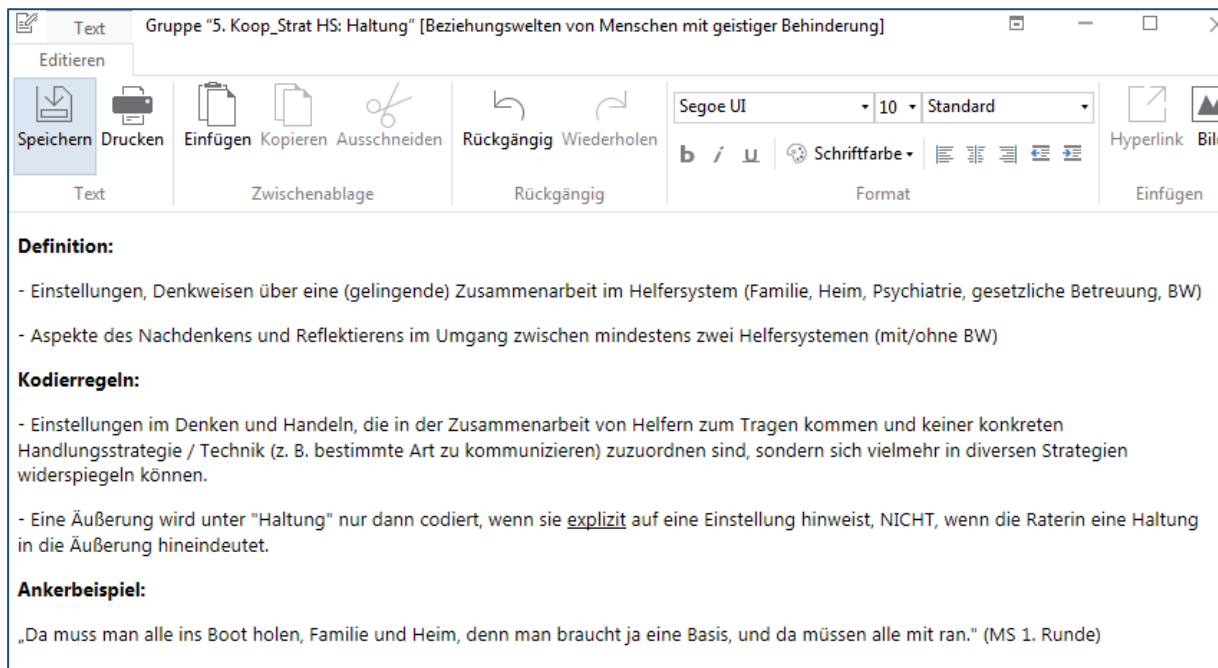 Text Gruppe “5. Koop_Strat HS: Haltung” [Beziehungswelten von Menschen mit geistiger Behinderung]
Editieren
Speichern Drucken Einfügen Kopieren Ausschneiden Rückgängig Wiederholen
Segoe UI 10 Standard
b i u Schriftfarbe
Hyperlink
Text Zwischenablage Rückgängig Format Einfügen
Definition:
- Einstellungen, Denkweisen über eine (gelingende) Zusammenarbeit im Helfersystem (Familie, Heim, Psychiatrie, gesetzliche Betreuung, BW)
- Aspekte des Nachdenkens und Reflektierens im Umgang zwischen mindestens zwei Helfersystemen (mit/ohne BW)
Kodierregeln:
- Einstellungen im Denken und Handeln, die in der Zusammenarbeit von Helfern zum Tragen kommen und keiner konkreten
Handlungsstrategie / Technik (z. B. bestimmte Art zu kommunizieren) zuzuordnen sind, sondern sich vielmehr in diversen Strategien
widerspiegeln können.
- Eine Äußerung wird unter "Haltung" nur dann codiert, wenn sie explizit auf eine Einstellung hinweist, NICHT, wenn die Raterin eine Haltung
in die Äußerung hineindeutet.
Ankerbeispiel:
„Da muss man alle ins Boot holen, Familie und Heim, denn man braucht ja eine Basis, und da müssen alle mit ran." (MS 1. Runde)